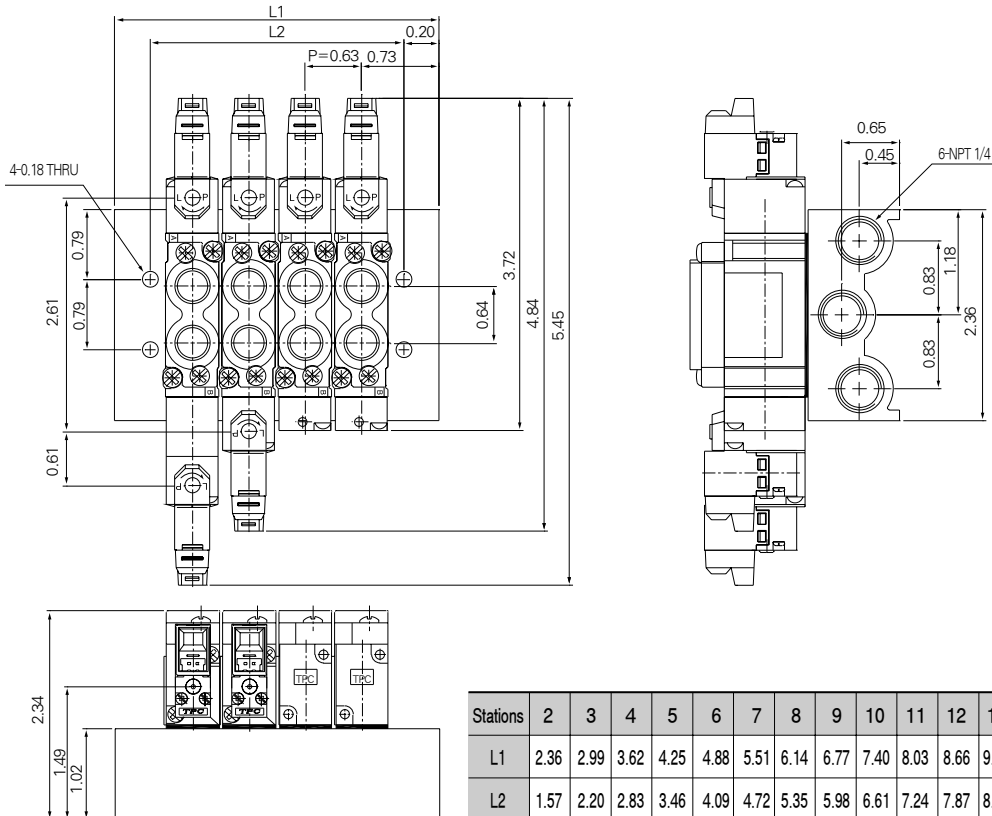 L1
L2
0.20
P=0.63
0.73
4-0.18 THRU
L P
L P
L P
L P
A
A
A
A
0.79
2.61
0.79
0.61
0.64
3.72
4.84
5.45
B
B
B
B
L P
L P
0.65
0.45
6-NPT 1/4
1.18
0.83
2.36
0.83
2.34
1.49
1.02
TPC
TPC
TPC
TPC
Stations 2 3 4 5 6 7 8 9 10 11 12
L1 2.36 2.99 3.62 4.25 4.88 5.51 6.14 6.77 7.40 8.03 8.66
L2 1.57 2.20 2.83 3.46 4.09 4.72 5.35 5.98 6.61 7.24 7.87